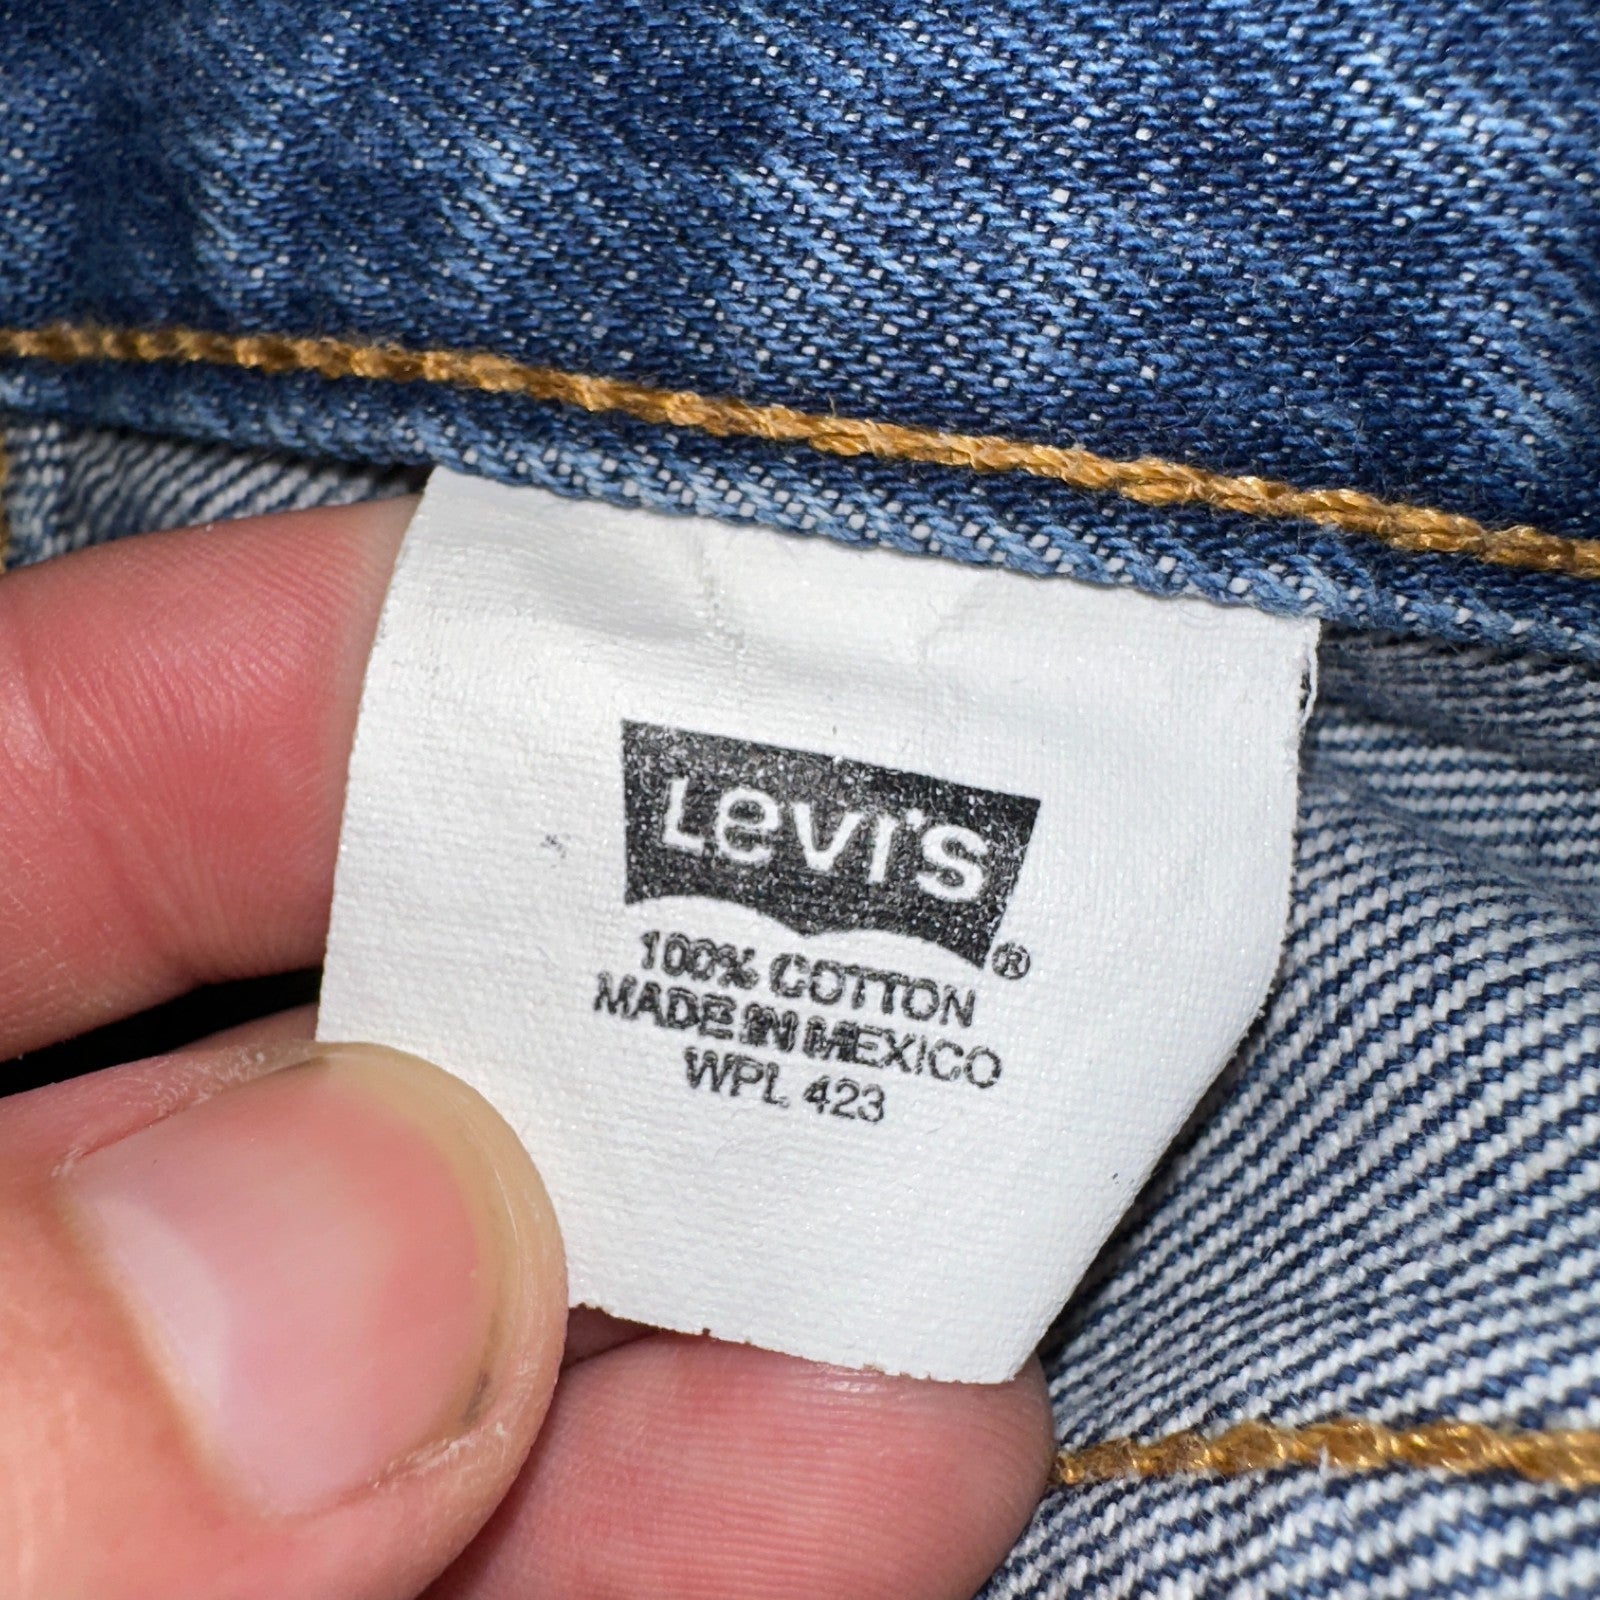 Levi's
®
100% COTTON
MADE IN MEXICO
WPL 423